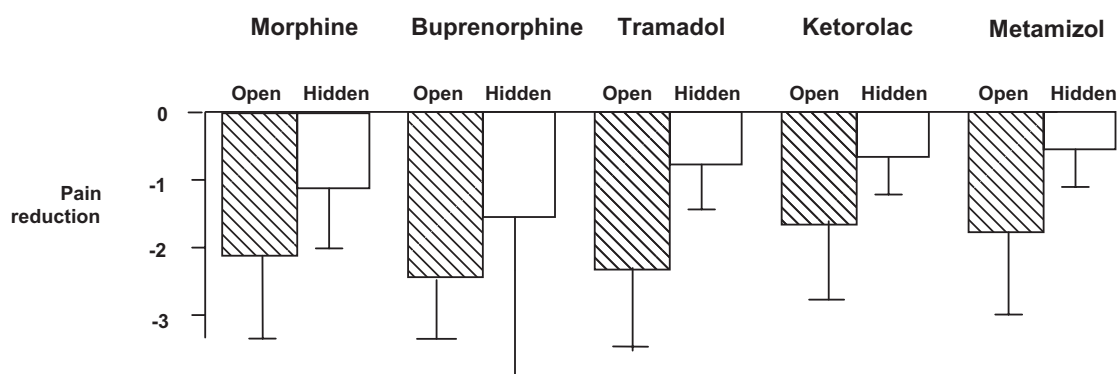 Morphine Buprenorphine Tramadol Ketorolac Metamizol
Open Hidden Open Hidden Open Hidden Open Hidden Open Hidden
0
-1
Pain
reduction
-2
-3